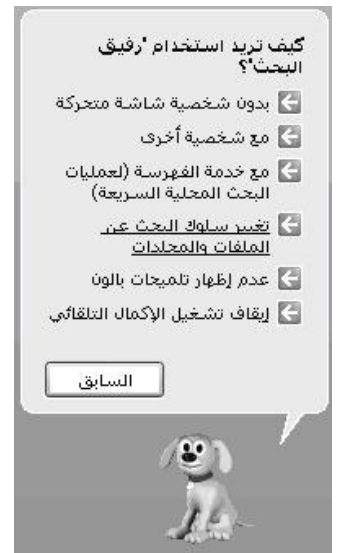 كيف تريد استخدام "رفيق
البحث"؟
بدون شخصية شاشة متحركة
مع شخصية أخرى
مع خدمة الفهرسة (لعمليات
البحث المحلية السريعة)
تغيير سلوك البحث عن
الملفات والمجلدات
عدم إظهار تلميحات بالون
إيقاف تشغيل الإكمال التلقائي
السابق